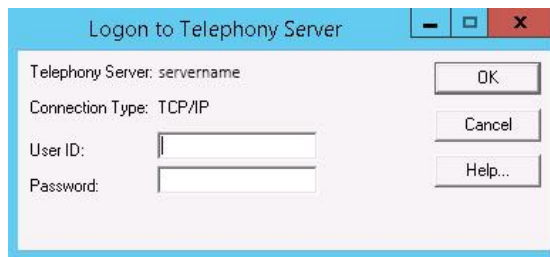 Logon to Telephony Server
Telephony Server: servername
Connection Type: TCP/IP
User ID:
Password:
OK
Cancel
Help...